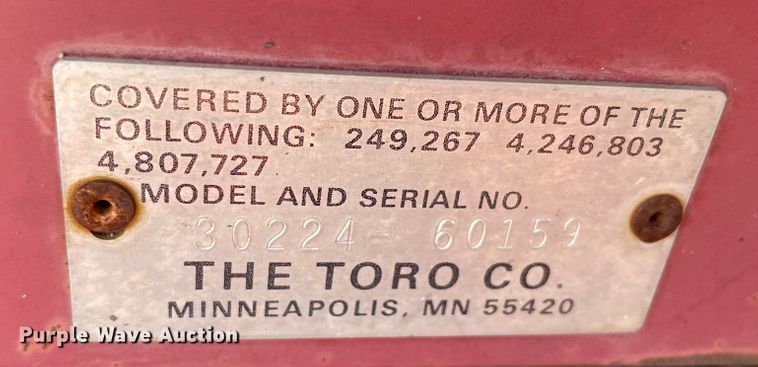 COVERED BY ONE OR MORE OF THE
FOLLOWING: 249,267 4,246,803
4,807,727
MODEL AND SERIAL NO.
30224- 60159
THE TORO CO.
MINNEAPOLIS, MN 55420
Purple Wave Auction